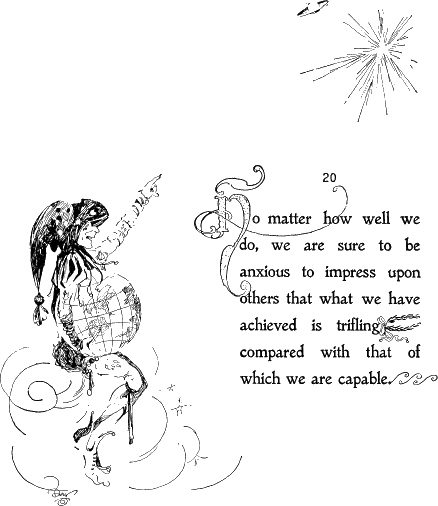 20
No matter how well we
do, we are sure to be
anxious to impress upon
others that what we have
achieved is trifling
compared with that of
which we are capable.